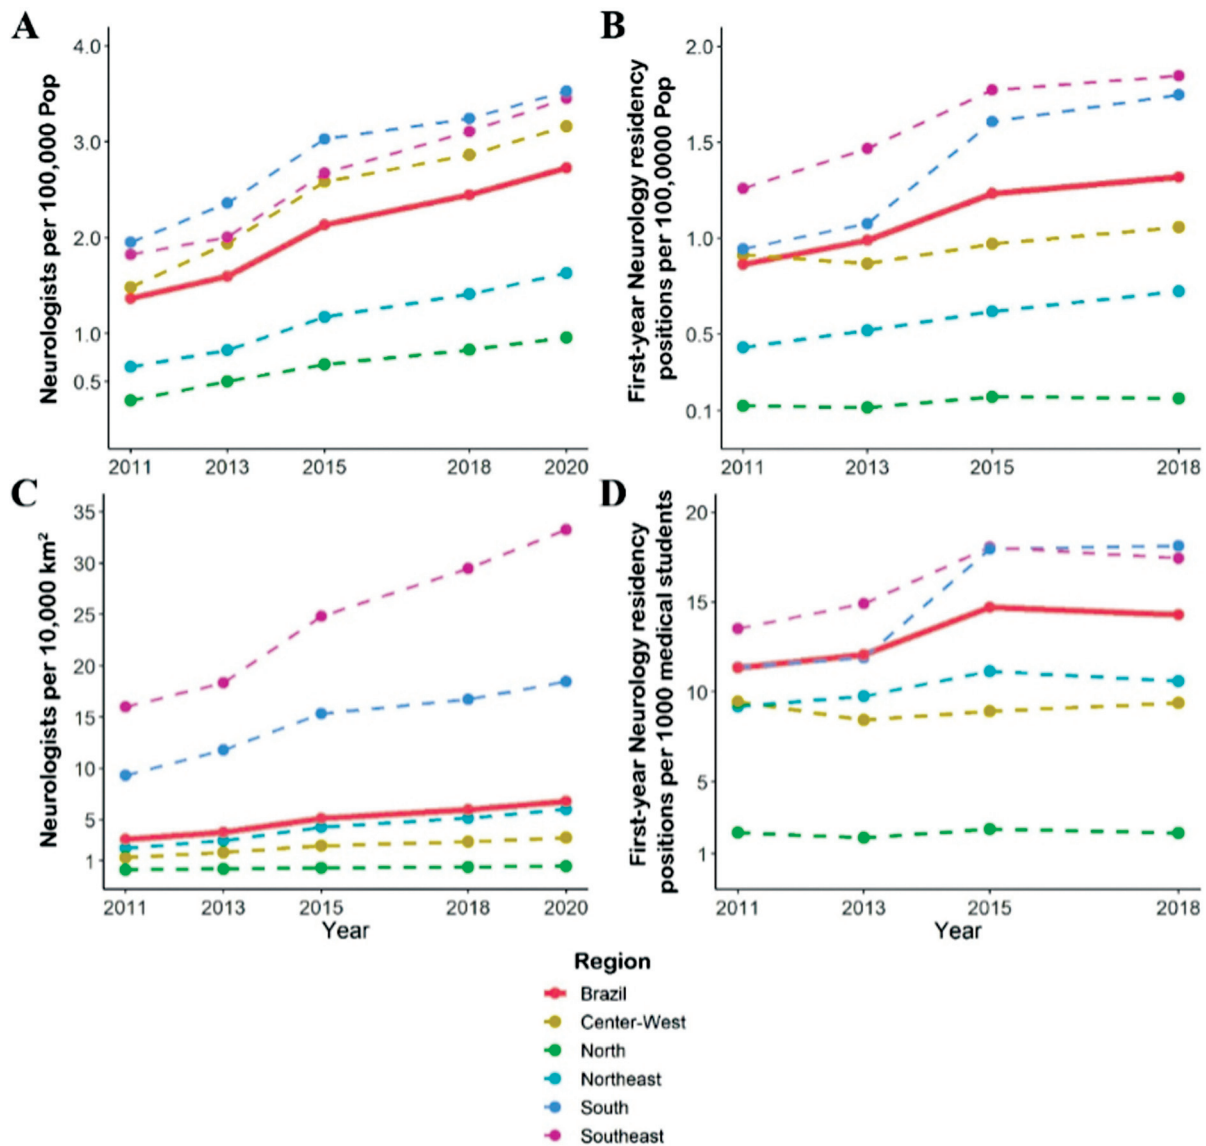 A
Neurologists per 100,000 Pop
4.0
3.0
2.0
1.0
0.5
2011
2013
2015
2018
2020
B
First-year Neurology residency
positions per 100,0000 Pop
2.0
1.5
1.0
0.5
0.1
2011
2013
2015
2018
C
Neurologists per 10,000 km²
35
30
25
20
15
10
5
1
2011
2013
2015
2018
2020
Year
D
First-year Neurology residency
positions per 1000 medical students
20
15
10
5
1
2011
2013
2015
2018
Year
Region
Brazil
Center-West
North
Northeast
South
Southeast